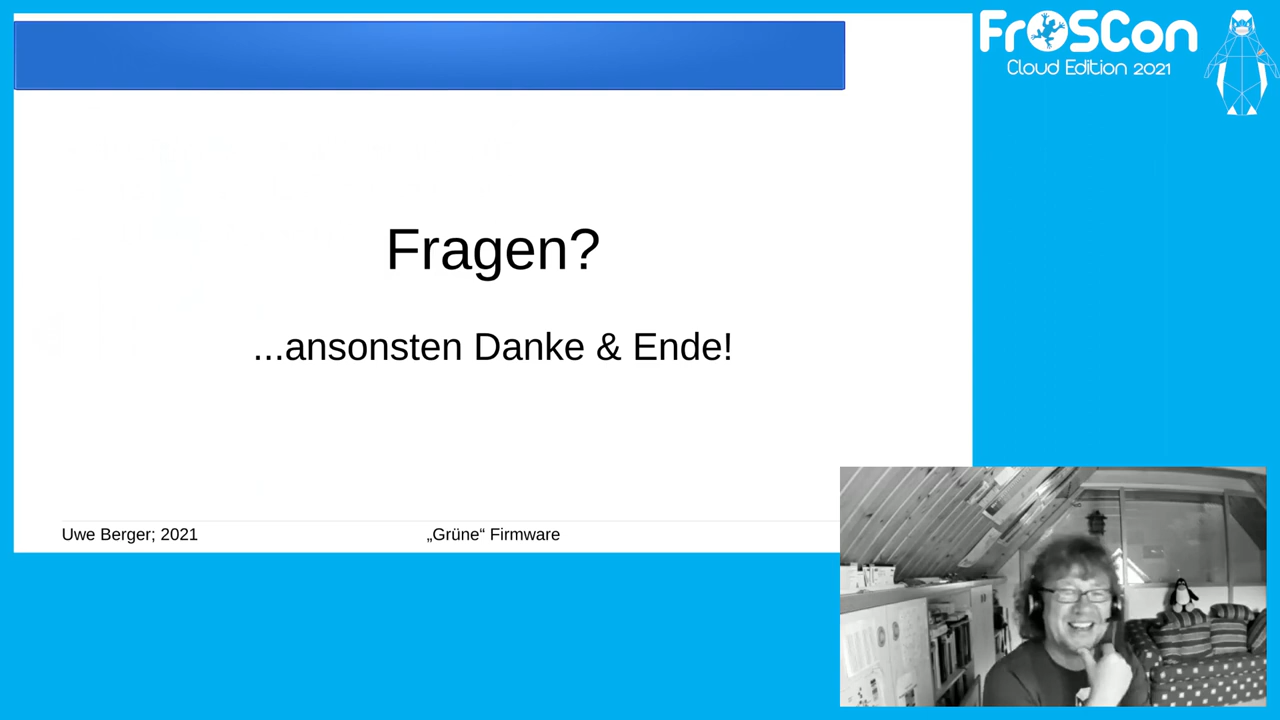 FrOSCon
Cloud Edition 2021
Fragen?
...ansonsten Danke & Ende!
Uwe Berger; 2021
„Grüne“ Firmware